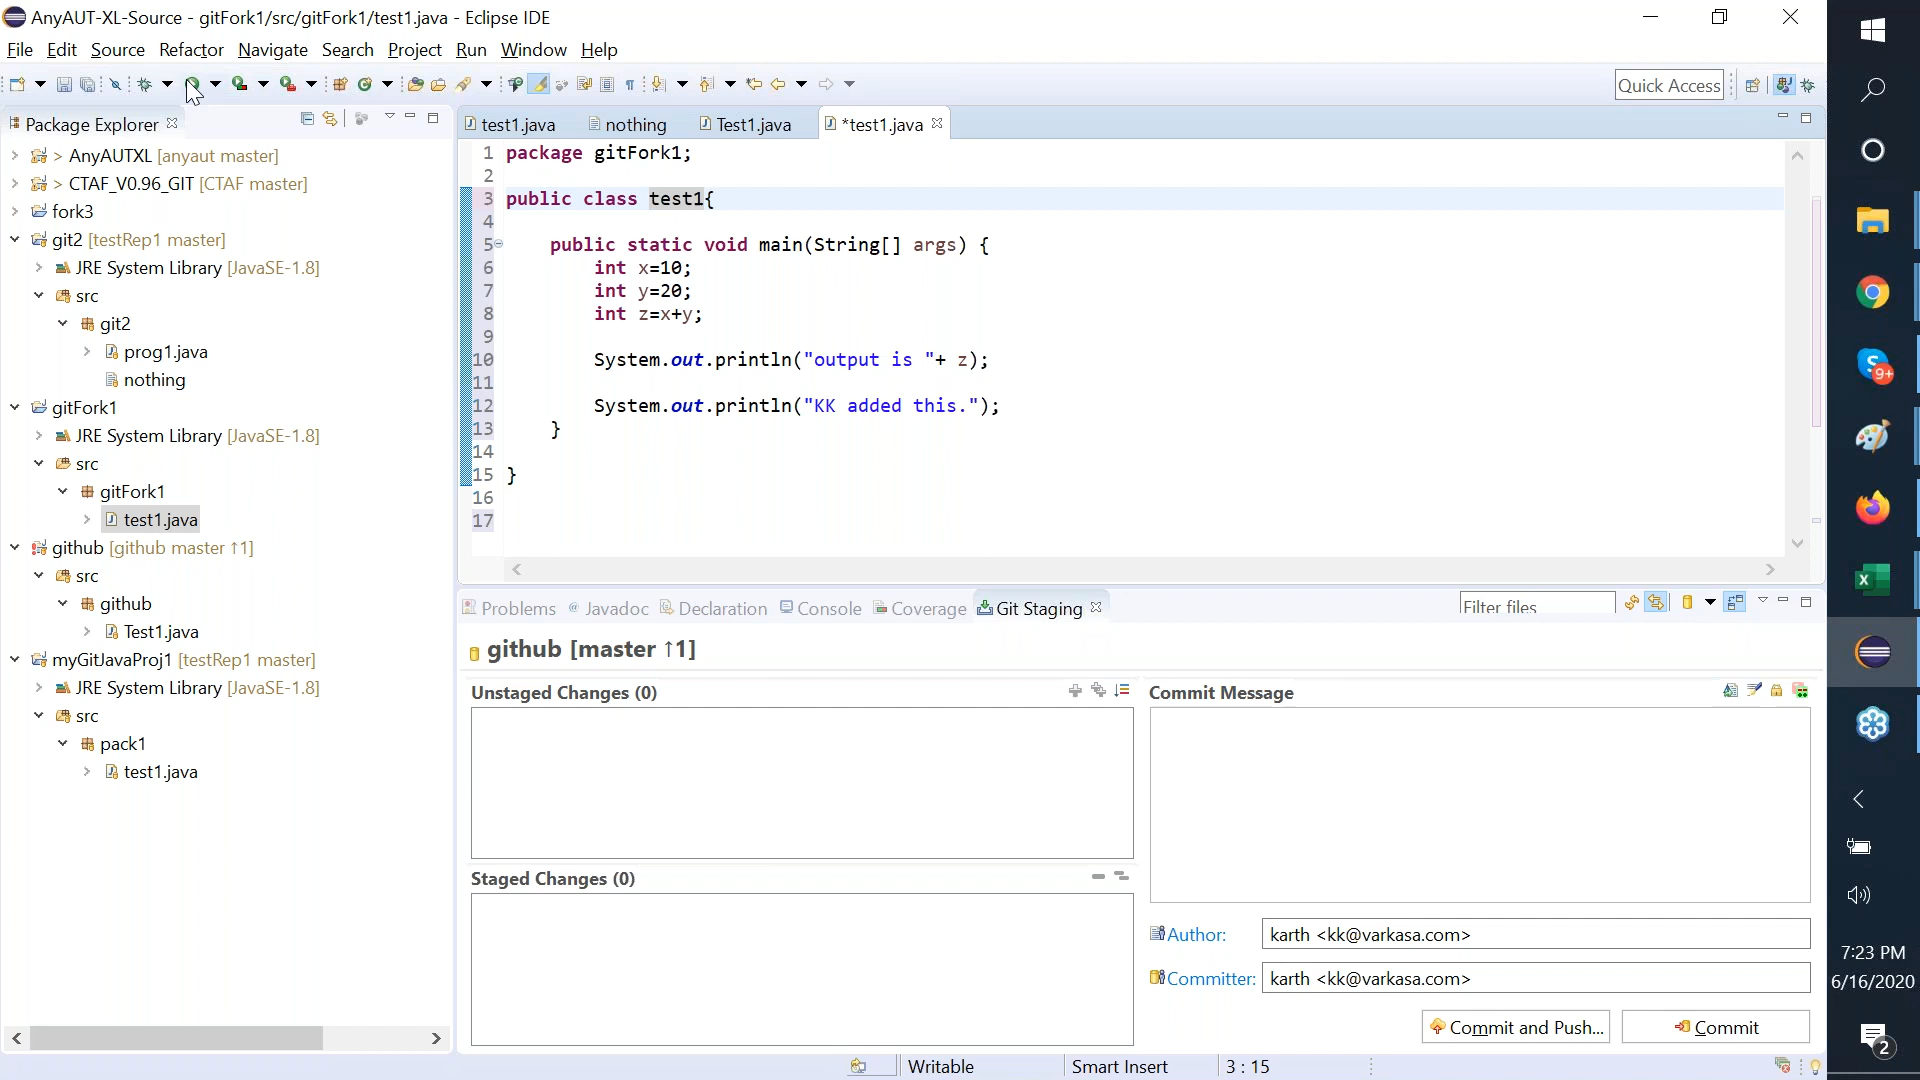 AnyAUT-XL-Source - gitFork1/src/gitFork1/test1.java - Eclipse IDE
File Edit Source Refactor Navigate Search Project Run Window Help
Quick Access
Package Explorer
> AnyAUTXL [anyaut master]
> CTAF_V0.96_GIT [CTAF master]
fork3
git2 [testRep1 master]
JRE System Library [JavaSE-1.8]
src
git2
prog1.java
nothing
gitFork1
JRE System Library [JavaSE-1.8]
src
gitFork1
test1.java
github [github master ↑1]
src
github
Test1.java
myGitJavaProj1 [testRep1 master]
JRE System Library [JavaSE-1.8]
src
pack1
test1.java
test1.java nothing Test1.java *test1.java
1 package gitFork1;
2
3 public class test1{
4
5 public static void main(String[] args) {
6 int x=10;
7 int y=20;
8 int z=x+y;
9
10 System.out.println("output is "+ z);
11
12 System.out.println("KK added this.");
13 }
14
15 }
16
17
Problems Javadoc Declaration Console Coverage Git Staging Filter files
github [master ↑1]
Unstaged Changes (0)
Commit Message
Staged Changes (0)
Author: karth <kk@varkasa.com>
Committer: karth <kk@varkasa.com>
Commit and Push... Commit
Writable Smart Insert 3 : 15
9+
7:23 PM
6/16/2020
2